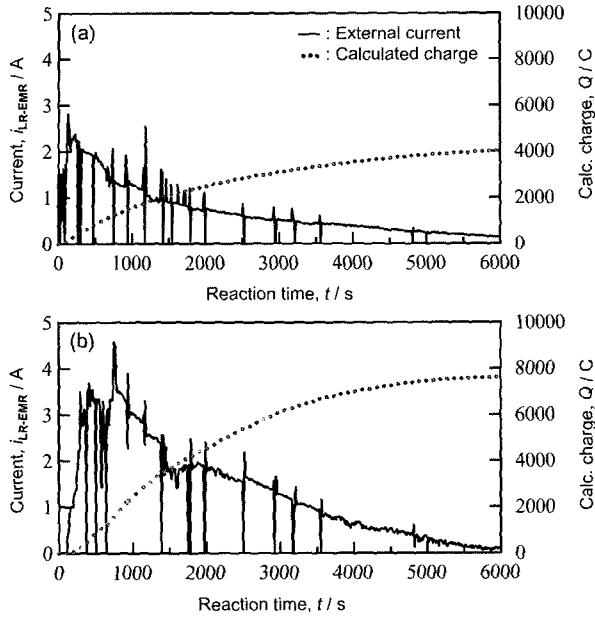 (a)
— : External current
•••• : Calculated charge
5
4
3
2
1
0
Current, iLR-EMR / A
10000
8000
6000
4000
2000
0
Calc. charge, Q / C
0 1000 2000 3000 4000 5000 6000
Reaction time, t / s
(b)
5
4
3
2
1
0
Current, iLR-EMR / A
10000
8000
6000
4000
2000
0
Calc. charge, Q / C
0 1000 2000 3000 4000 5000 6000
Reaction time, t / s